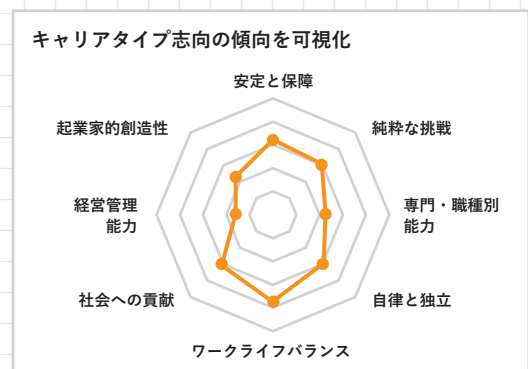 キャリアタイプ志向の傾向を可視化
安定と保障
起業家的創造性
純粋な挑戦
経営管理
能力
専門・職種別
能力
社会への貢献
自律と独立
ワークライフバランス